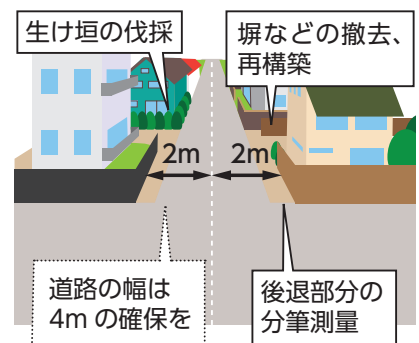 生け垣の伐採
塀などの撤去、
再構築
2m 2m
道路の幅は
4m の確保を
後退部分の
分筆測量